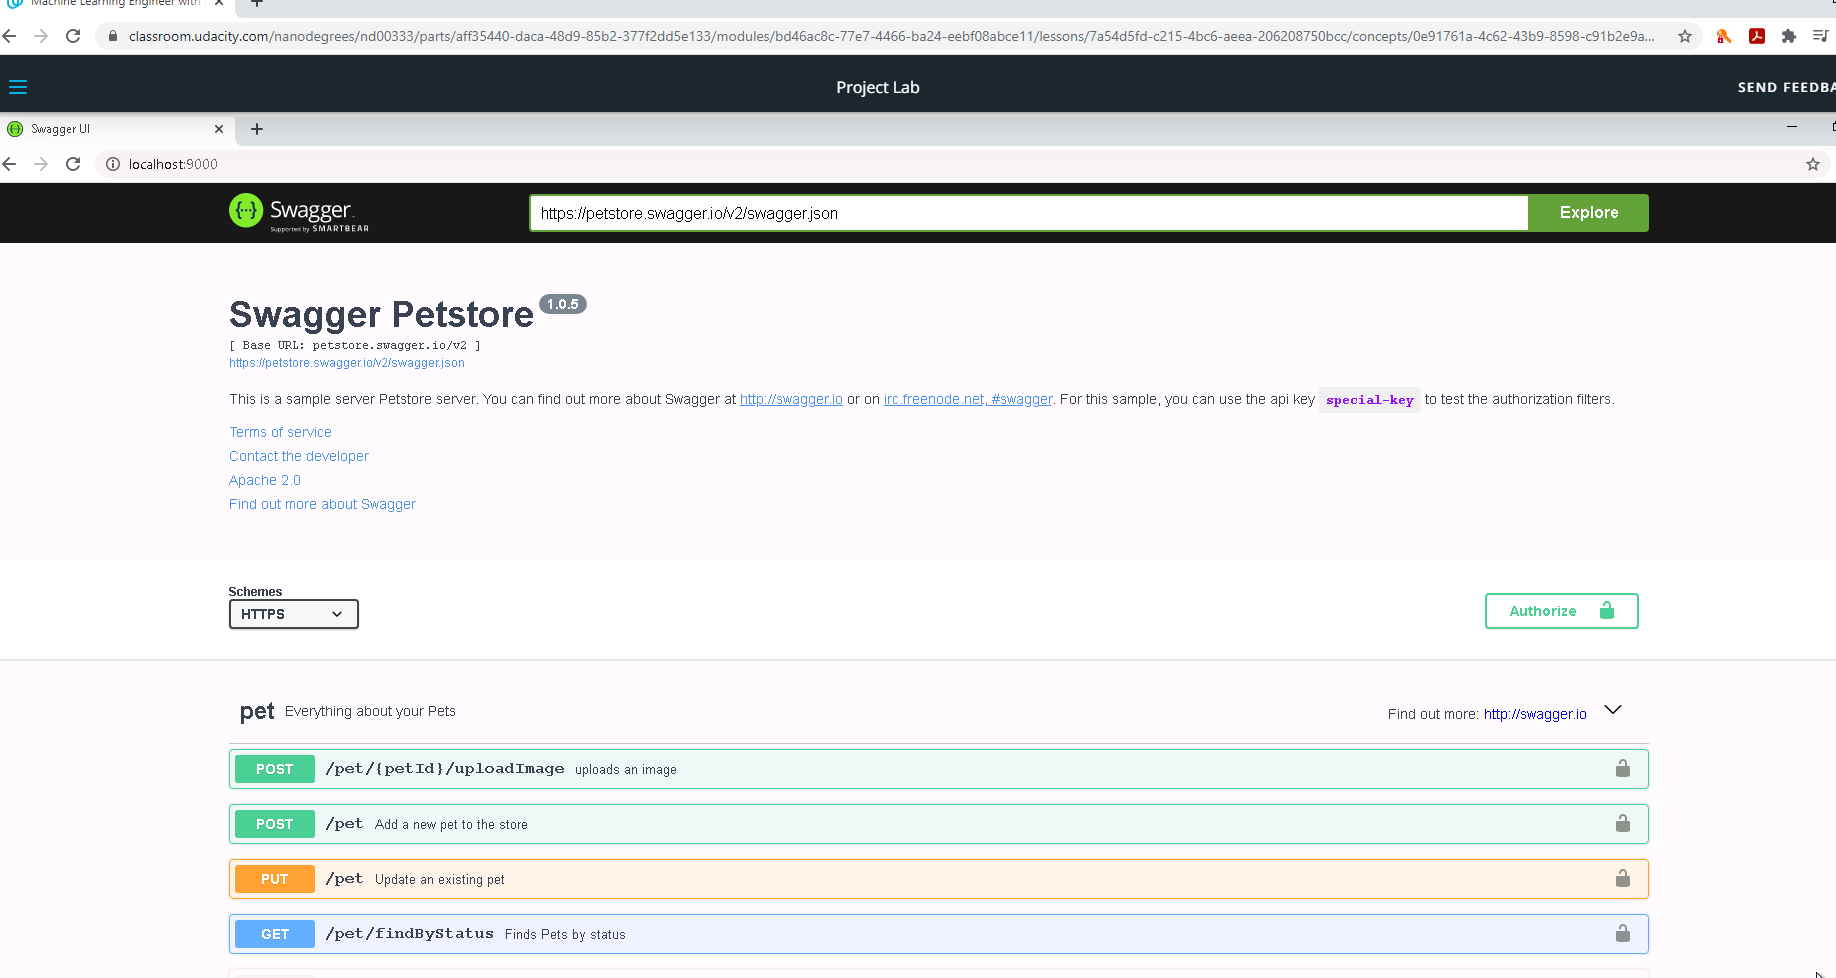 Machine Learning Engineer with
classroom.udacity.com/nanodegrees/nd00333/parts/aff35440-daca-48d9-85b2-377f2dd5e133/modules/bd46ac8c-77e7-4466-ba24-eebf08abce11/lessons/7a54d5fd-c215-4bc6-aeea-206208750bcc/concepts/0e91761a-4c62-43b9-8598-c91b2e9a...
Project Lab
SEND FEEDBA
Swagger UI
localhost:9000
Swagger
Supported by SMARTBEAR
https://petstore.swagger.io/v2/swagger.json
Explore
Swagger Petstore 1.0.5
[ Base URL: petstore.swagger.io/v2 ]
https://petstore.swagger.io/v2/swagger.json
This is a sample server Petstore server. You can find out more about Swagger at http://swagger.io or on irc.freenode.net, #swagger. For this sample, you can use the api key special-key to test the authorization filters.
Terms of service
Contact the developer
Apache 2.0
Find out more about Swagger
Schemes
HTTPS
Authorize
pet Everything about your Pets
Find out more: http://swagger.io
POST /pet/{petId}/uploadImage uploads an image
POST /pet Add a new pet to the store
PUT /pet Update an existing pet
GET /pet/findByStatus Finds Pets by status